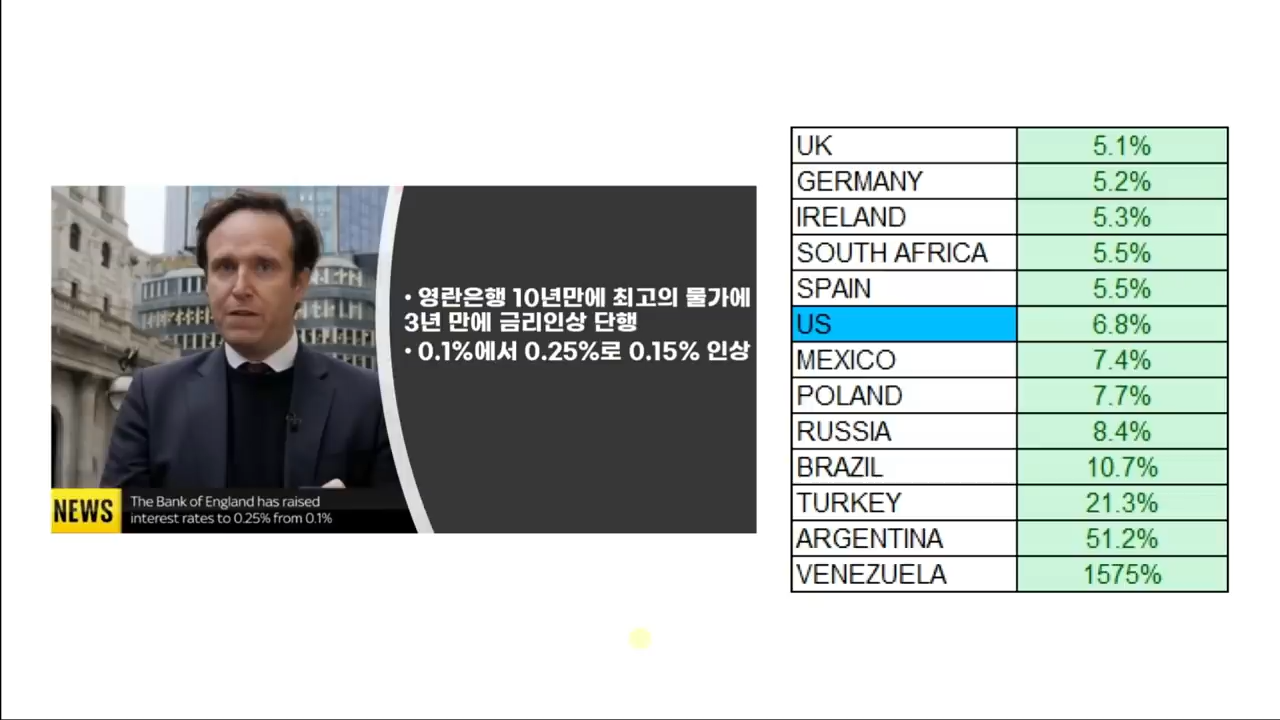 • 영란은행 10년만에 최고의 물가에
3년 만에 금리인상 단행
• 0.1%에서 0.25%로 0.15% 인상
NEWS
The Bank of England has raised
interest rates to 0.25% from 0.1%
UK 5.1%
GERMANY 5.2%
IRELAND 5.3%
SOUTH AFRICA 5.5%
SPAIN 5.5%
US 6.8%
MEXICO 7.4%
POLAND 7.7%
RUSSIA 8.4%
BRAZIL 10.7%
TURKEY 21.3%
ARGENTINA 51.2%
VENEZUELA 1575%